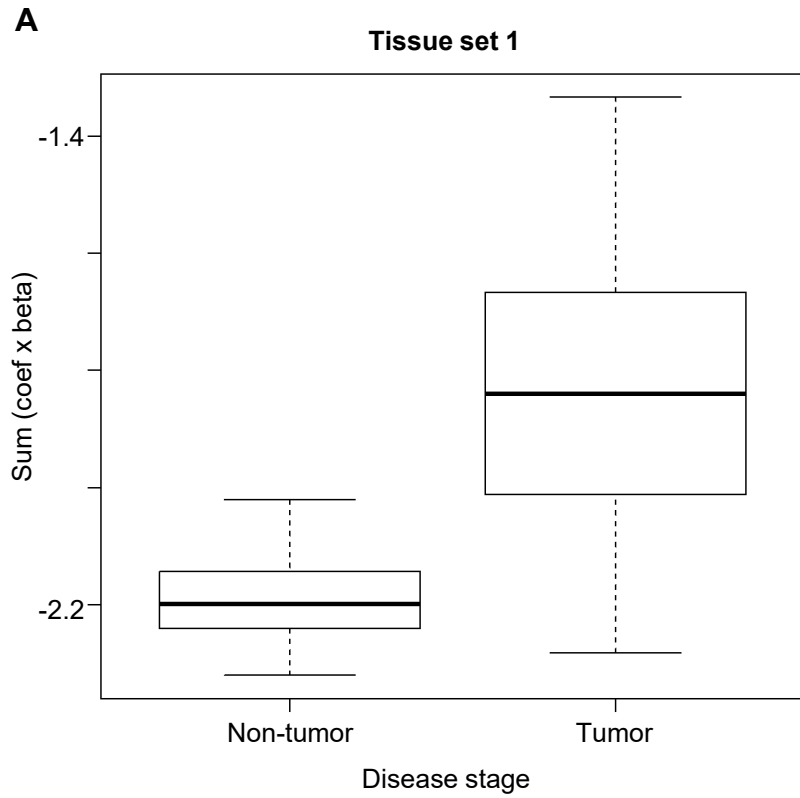 A
Tissue set 1
Sum (coef x beta)
-1.4
-2.2
Non-tumor
Tumor
Disease stage